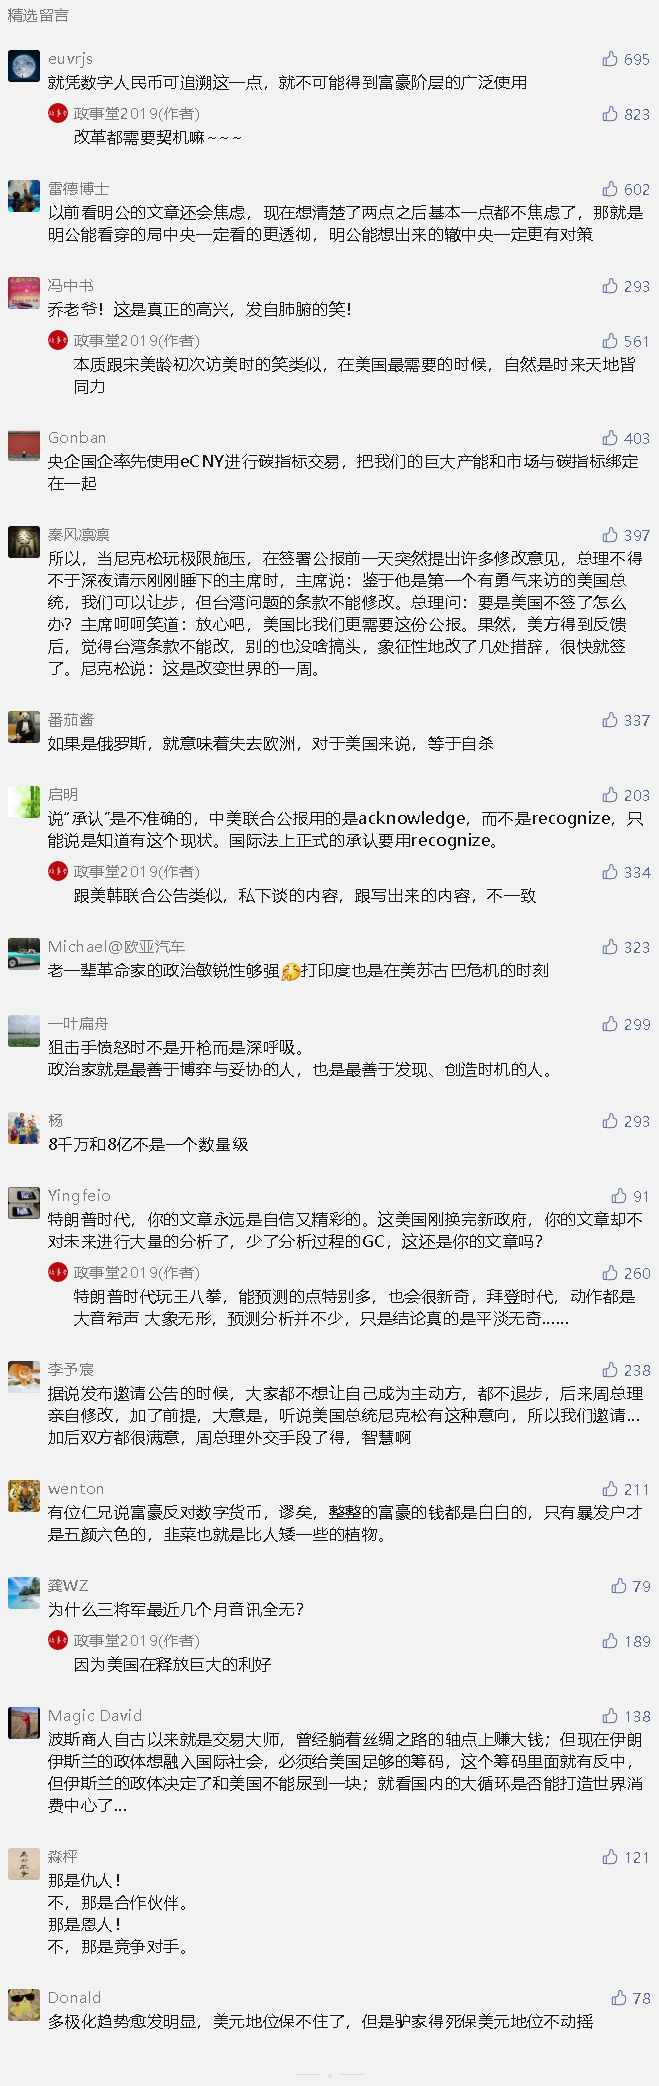 精选留言
euvrjs 695
就凭数字人民币可追溯这一点，就不可能得到富豪阶层的广泛使用
政事堂2019(作者) 823
改革都需要契机嘛~~~
雷德博士 602
以前看明公的文章还会焦虑，现在想清楚了两点之后基本一点都不焦虑了，那就是
明公能看穿的局中央一定看的更透彻，明公能想出来的辙中央一定更有对策
冯中书 293
乔老爷！这是真正的高兴，发自肺腑的笑！
政事堂2019(作者) 561
本质跟宋美龄初次访美时的笑类似，在美国最需要的时候，自然是时来天地皆
同力
Gonban 403
央企国企率先使用eCNY进行碳指标交易，把我们的巨大产能和市场与碳指标绑定
在一起
秦风凛凛 397
所以，当尼克松玩极限施压，在签署公报前一天突然提出许多修改意见，总理不得
不于深夜请示刚刚睡下的主席时，主席说：鉴于他是第一个有勇气来访的美国总
统，我们可以让步，但台湾问题的条款不能修改。总理问：要是美国不签了怎么
办？主席呵呵笑道：放心吧，美国比我们更需要这份公报。果然，美方得到反馈
后，觉得台湾条款不能改，别的也没啥搞头，象征性地改了几处措辞，很快就签
了。尼克松说：这是改变世界的一周。
番茄酱 337
如果是俄罗斯，就意味着失去欧洲，对于美国来说，等于自杀
启明 203
说“承认”是不准确的，中美联合公报用的是acknowledge，而不是recognize，只
能说是知道有这个现状。国际法上正式的承认要用recognize。
政事堂2019(作者) 334
跟美韩联合公告类似，私下谈的内容，跟写出来的内容，不一致
Michael@欧亚汽车 323
老一辈革命家的政治敏锐性够强打印度也是在美苏古巴危机的时刻
一叶扁舟 299
狙击手愤怒时不是开枪而是深呼吸。
政治家就是最善于博弈与妥协的人，也是最善于发现、创造时机的人。
杨 293
8千万和8亿不是一个数量级
Yingfeio 91
特朗普时代，你的文章永远是自信又精彩的。这美国刚换完新政府，你的文章却不
对未来进行大量的分析了，少了分析过程的GC，这还是你的文章吗？
政事堂2019(作者) 260
特朗普时代玩王八拳，能预测的点特别多，也会很新奇，拜登时代，动作都是
大音希声 大象无形，预测分析并不少，只是结论真的是平淡无奇……
李予宸 238
据说发布邀请公告的时候，大家都不想让自己成为主动方，都不退步，后来周总理
亲自修改，加了前提，大意是，听说美国总统尼克松有这种意向，所以我们邀请...
加后双方都很满意，周总理外交手段了得，智慧啊
wenton 211
有位仁兄说富豪反对数字货币，谬矣，整整的富豪的钱都是白白的，只有暴发户才
是五颜六色的，韭菜也就是比人矮一些的植物。
龚WZ 79
为什么三将军最近几个月音讯全无？
政事堂2019(作者) 189
因为美国在释放巨大的利好
Magic David 138
波斯商人自古以来就是交易大师，曾经躺着丝绸之路的轴点上赚大钱；但现在伊朗
伊斯兰的政体想融入国际社会，必须给美国足够的筹码，这个筹码里面就有反中，
但伊斯兰的政体决定了和美国不能尿到一块；就看国内的大循环是否能打造世界消
费中心了...
淼枰 121
那是仇人！
不，那是合作伙伴。
那是恩人！
不，那是竞争对手。
Donald 78
多极化趋势愈发明显，美元地位保不住了，但是驴家得死保美元地位不动摇